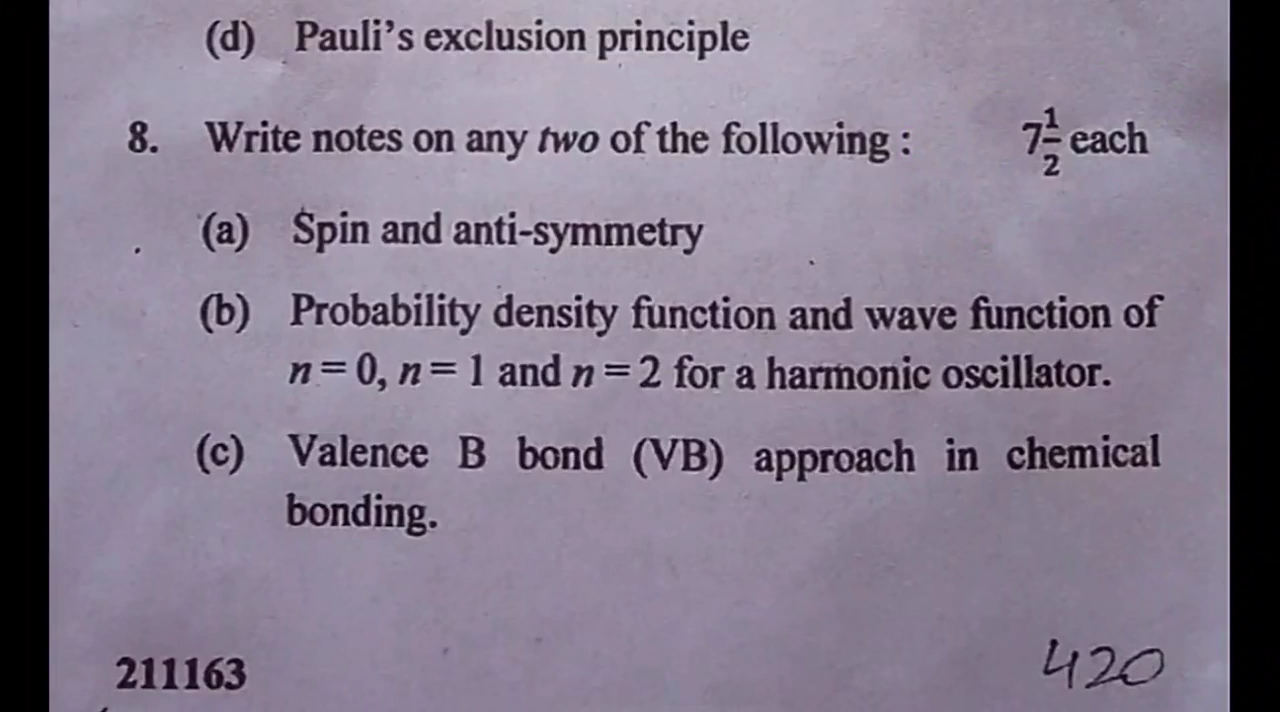 (d) Pauli's exclusion principle
8. Write notes on any two of the following : 7 1/2 each
(a) Spin and anti-symmetry
(b) Probability density function and wave function of
n = 0, n = 1 and n = 2 for a harmonic oscillator.
(c) Valence B bond (VB) approach in chemical
bonding.
211163 420